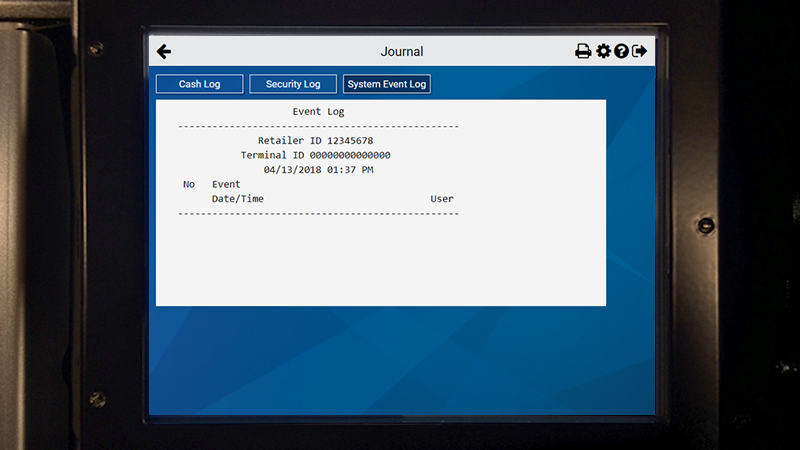 Journal
Cash Log
Security Log
System Event Log
Event Log
-------------------------------------------------
Retailer ID 12345678
Terminal ID 00000000000000
04/13/2018 01:37 PM
No Event
Date/Time User
-------------------------------------------------